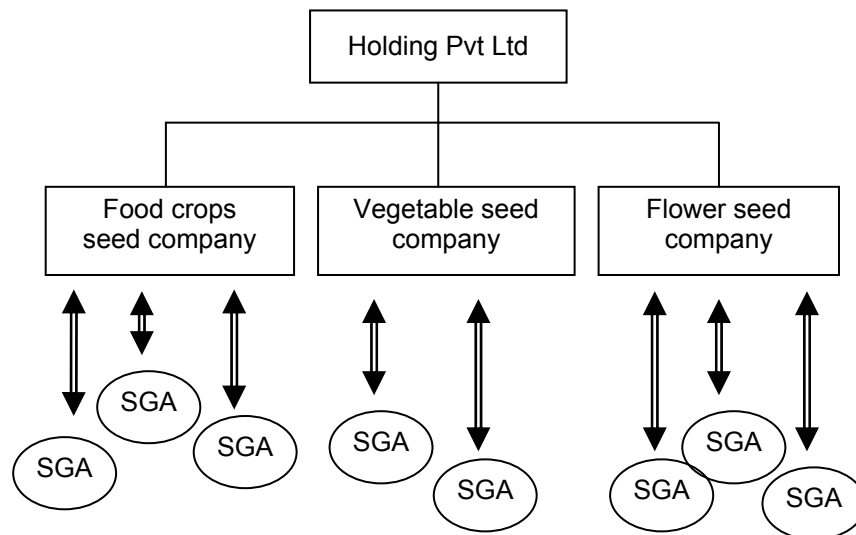 Holding Pvt Ltd
Food crops
seed company
Vegetable seed
company
Flower seed
company
SGA
SGA
SGA
SGA
SGA
SGA
SGA
SGA